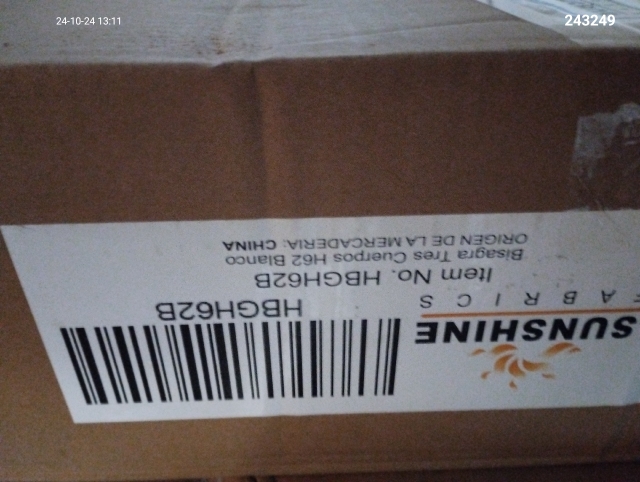 24-10-24 13:11
243249
SUNSHINE
FABRICS
HBGH62B
Item No. HBGH62B
Bisagra Tres Cuerpos H62 Blanco
ORIGEN DE LA MERCADERIA: CHINA